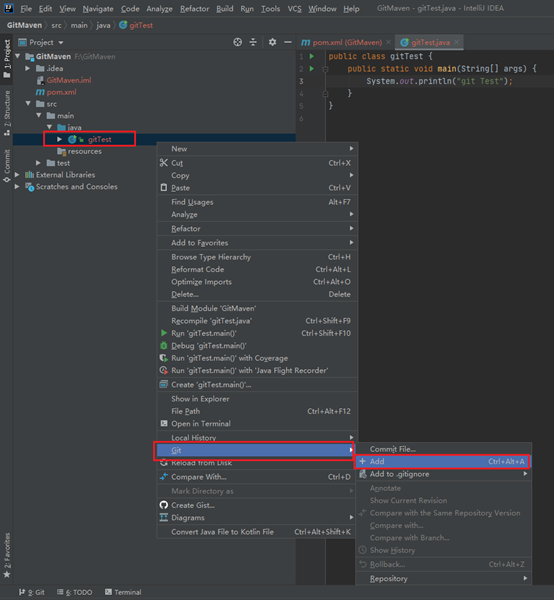 File Edit View Navigate Code Analyze Refactor Build Run Tools VCS Window Help GitMaven - gitTest.java - IntelliJ IDEA
GitMaven src main java gitTest
Project
pom.xml (GitMaven) gitTest.java
GitMaven F:\GitMaven
.idea
GitMaven.iml
pom.xml
src
main
java
gitTest
resources
test
External Libraries
Scratches and Consoles
1 public class gitTest {
2 public static void main(String[] args) {
3 System.out.println("git Test");
4 }
5 }
1: Project
7: Structure
Commit
2: Favorites
New
Cut Ctrl+X
Copy
Paste Ctrl+V
Find Usages Alt+F7
Analyze
Refactor
Add to Favorites
Browse Type Hierarchy Ctrl+H
Reformat Code Ctrl+Alt+L
Optimize Imports Ctrl+Alt+O
Delete... Delete
Build Module 'GitMaven'
Recompile 'gitTest.java' Ctrl+Shift+F9
Run 'gitTest.main()' Ctrl+Shift+F10
Debug 'gitTest.main()'
Run 'gitTest.main()' with Coverage
Run 'gitTest.main()' with 'Java Flight Recorder'
Create 'gitTest.main()'...
Show in Explorer
File Path Ctrl+Alt+F12
Open in Terminal
Local History
Git
Reload from Disk
Compare With... Ctrl+D
Mark Directory as
Create Gist...
Diagrams
Convert Java File to Kotlin File Ctrl+Alt+Shift+K
Commit File...
Add Ctrl+Alt+A
Add to .gitignore
Annotate
Show Current Revision
Compare with the Same Repository Version
Compare with...
Compare with Branch...
Show History
Rollback... Ctrl+Alt+Z
Repository
9: Git 6: TODO Terminal